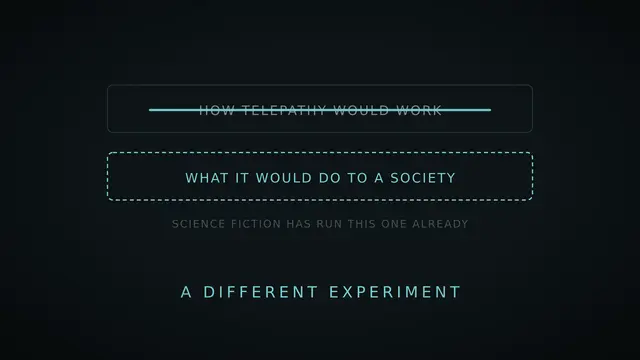 HOW TELEPATHY WOULD WORK
WHAT IT WOULD DO TO A SOCIETY
SCIENCE FICTION HAS RUN THIS ONE ALREADY
A DIFFERENT EXPERIMENT